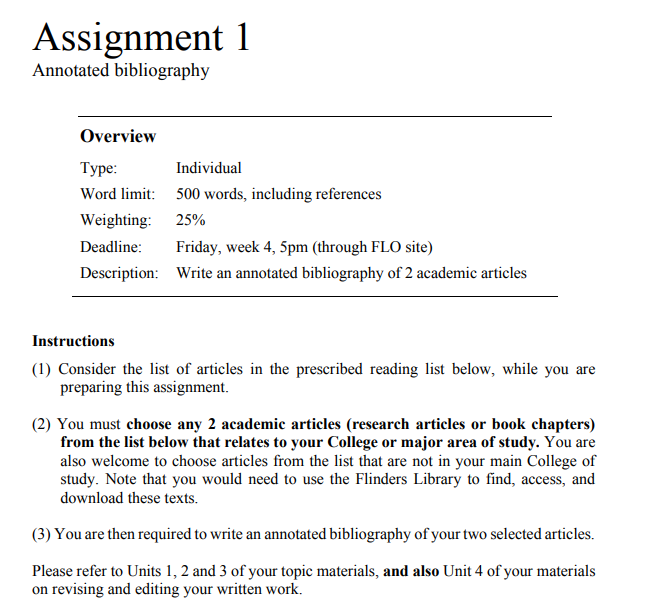 Assignment 1
Annotated bibliography
Overview
Type: Individual
Word limit: 500 words, including references
Weighting: 25%
Deadline: Friday, week 4, 5pm (through FLO site)
Description: Write an annotated bibliography of 2 academic articles
Instructions
(1) Consider the list of articles in the prescribed reading list below, while you are
preparing this assignment.
(2) You must choose any 2 academic articles (research articles or book chapters)
from the list below that relates to your College or major area of study. You are
also welcome to choose articles from the list that are not in your main College of
study. Note that you would need to use the Flinders Library to find, access, and
download these texts.
(3) You are then required to write an annotated bibliography of your two selected articles.
Please refer to Units 1, 2 and 3 of your topic materials, and also Unit 4 of your materials
on revising and editing your written work.